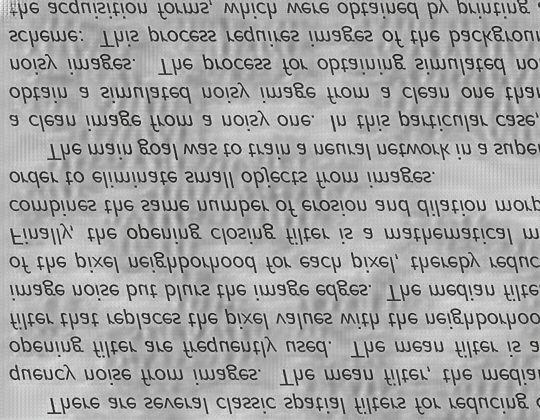 There are several classic spatial filters for reducing o
quency noise from images. The mean filter, the median
opening filter are frequently used. The mean filter is a
filter that replaces the pixel values with the neighborhoo
image noise but blurs the image edges. The median filte
of the pixel neighborhood for each pixel, thereby reduc
Finally, the opening closing filter is a mathematical m
combines the same number of erosion and dilation morp
order to eliminate small objects from images.
The main goal was to train a neural network in a super
a clean image from a noisy one. In this particular case,
obtain a simulated noisy image from a clean one than
noisy images. The process for obtaining simulated no
scheme: This process requires images of the backgroun
the acquisition forms, which were obtained by printing